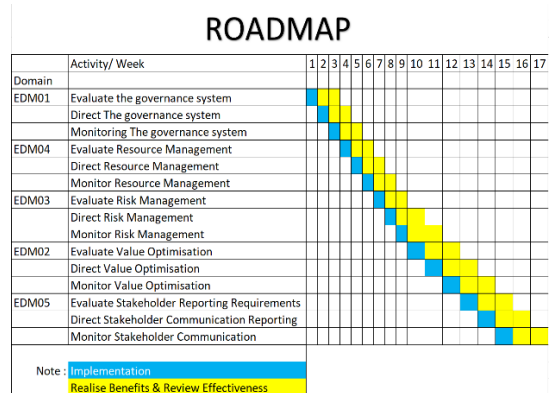 ROADMAP
Activity/ Week 1 2 3 4 5 6 7 8 9 10 11 12 13 14 15 16 17
Domain
EDM01 Evaluate the governance system
Direct The governance system
Monitoring The governance system
EDM04 Evaluate Resource Management
Direct Resource Management
Monitor Resource Management
EDM03 Evaluate Risk Management
Direct Risk Management
Monitor Risk Management
EDM02 Evaluate Value Optimisation
Direct Value Optimisation
Monitor Value Optimisation
EDM05 Evaluate Stakeholder Reporting Requirements
Direct Stakeholder Communication Reporting
Monitor Stakeholder Communication
Note : Implementation
Realise Benefits & Review Effectiveness